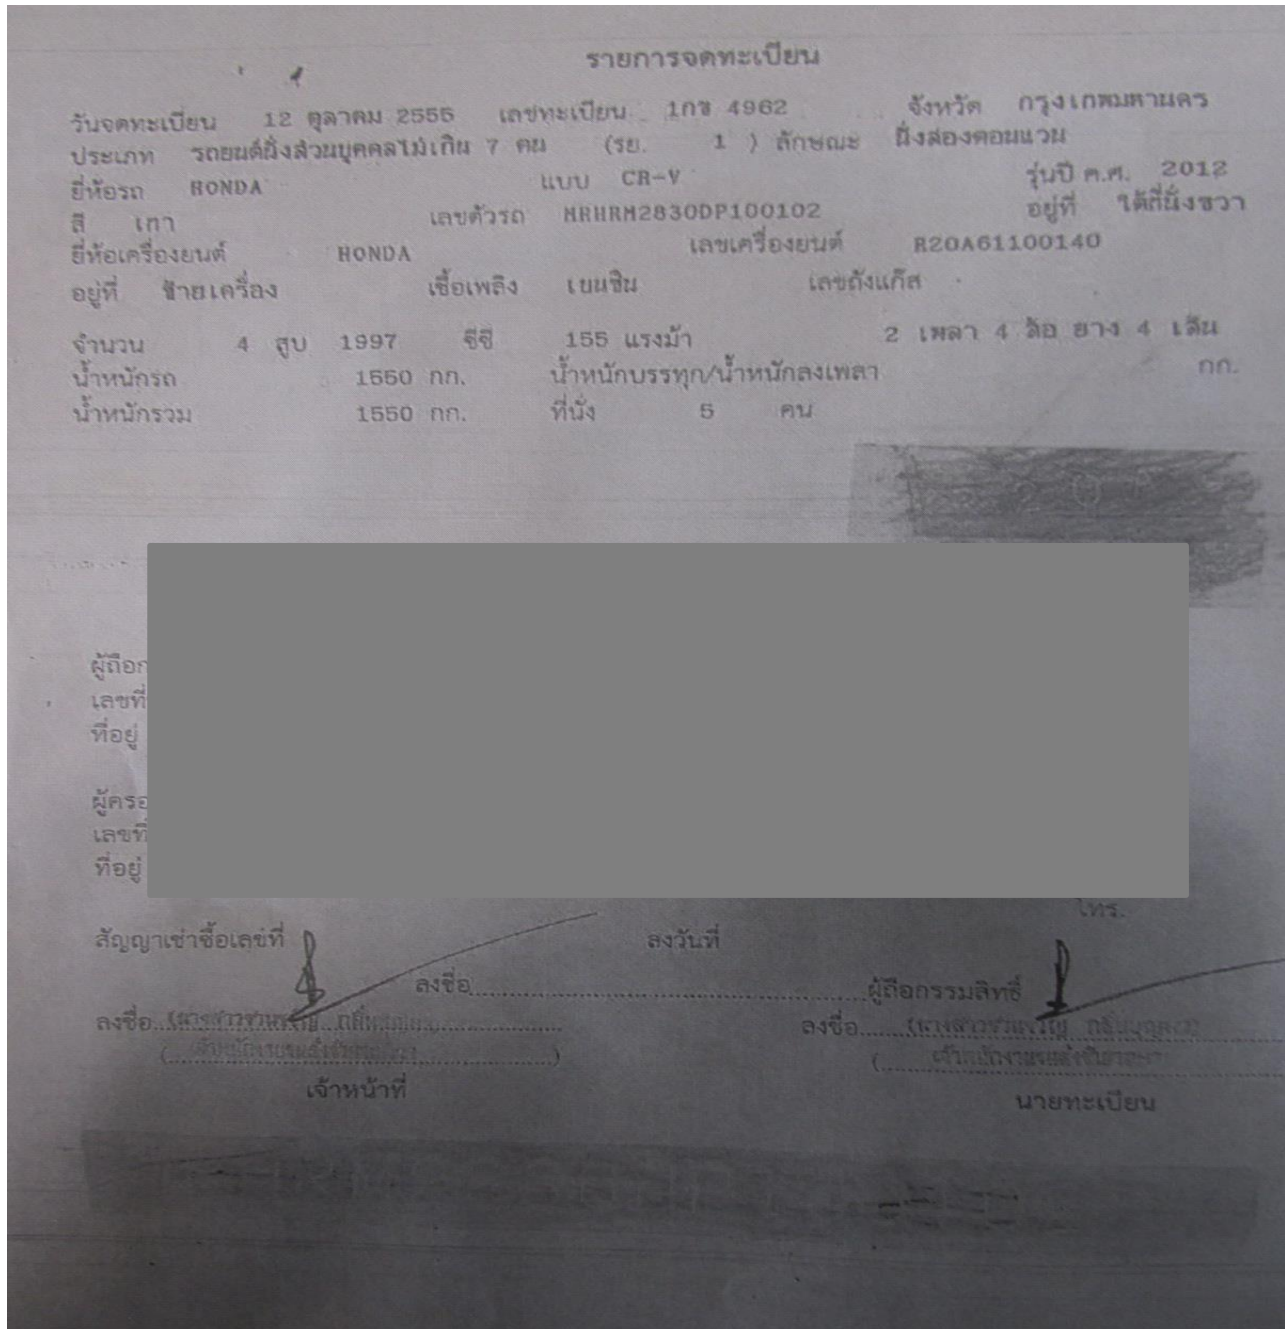 รายการจดทะเบียน
วันจดทะเบียน 12 ตุลาคม 2555 เลขทะเบียน 1กช 4962 จังหวัด กรุงเทพมหานคร
ประเภท รถยนต์นั่งส่วนบุคคลไม่เกิน 7 คน (รย. 1 ) ลักษณะ นั่งสองตอนแวน
ยี่ห้อรถ HONDA แบบ CR-V รุ่นปี ค.ศ. 2012
สี เทา เลขตัวรถ MRHRM2830DP100102 อยู่ที่ ใต้ที่นั่งขวา
ยี่ห้อเครื่องยนต์ HONDA เลขเครื่องยนต์ R20A61100140
อยู่ที่ ซ้ายเครื่อง เชื้อเพลิง เบนซิน เลขถังแก๊ส
จำนวน 4 สูบ 1997 ซีซี 155 แรงม้า 2 เพลา 4 ล้อ ยาง 4 เส้น
น้ำหนักรถ 1550 กก. น้ำหนักบรรทุก/น้ำหนักลงเพลา กก.
น้ำหนักรวม 1550 กก. ที่นั่ง 5 คน
ผู้ถือก
เลขที่
ที่อยู่
ผู้ครอ
เลขที่
ที่อยู่
โทร.
สัญญาเช่าซื้อเลขที่ ลงวันที่
ลงชื่อ ผู้ถือกรรมสิทธิ์
ลงชื่อ ลงชื่อ
เจ้าหน้าที่ นายทะเบียน